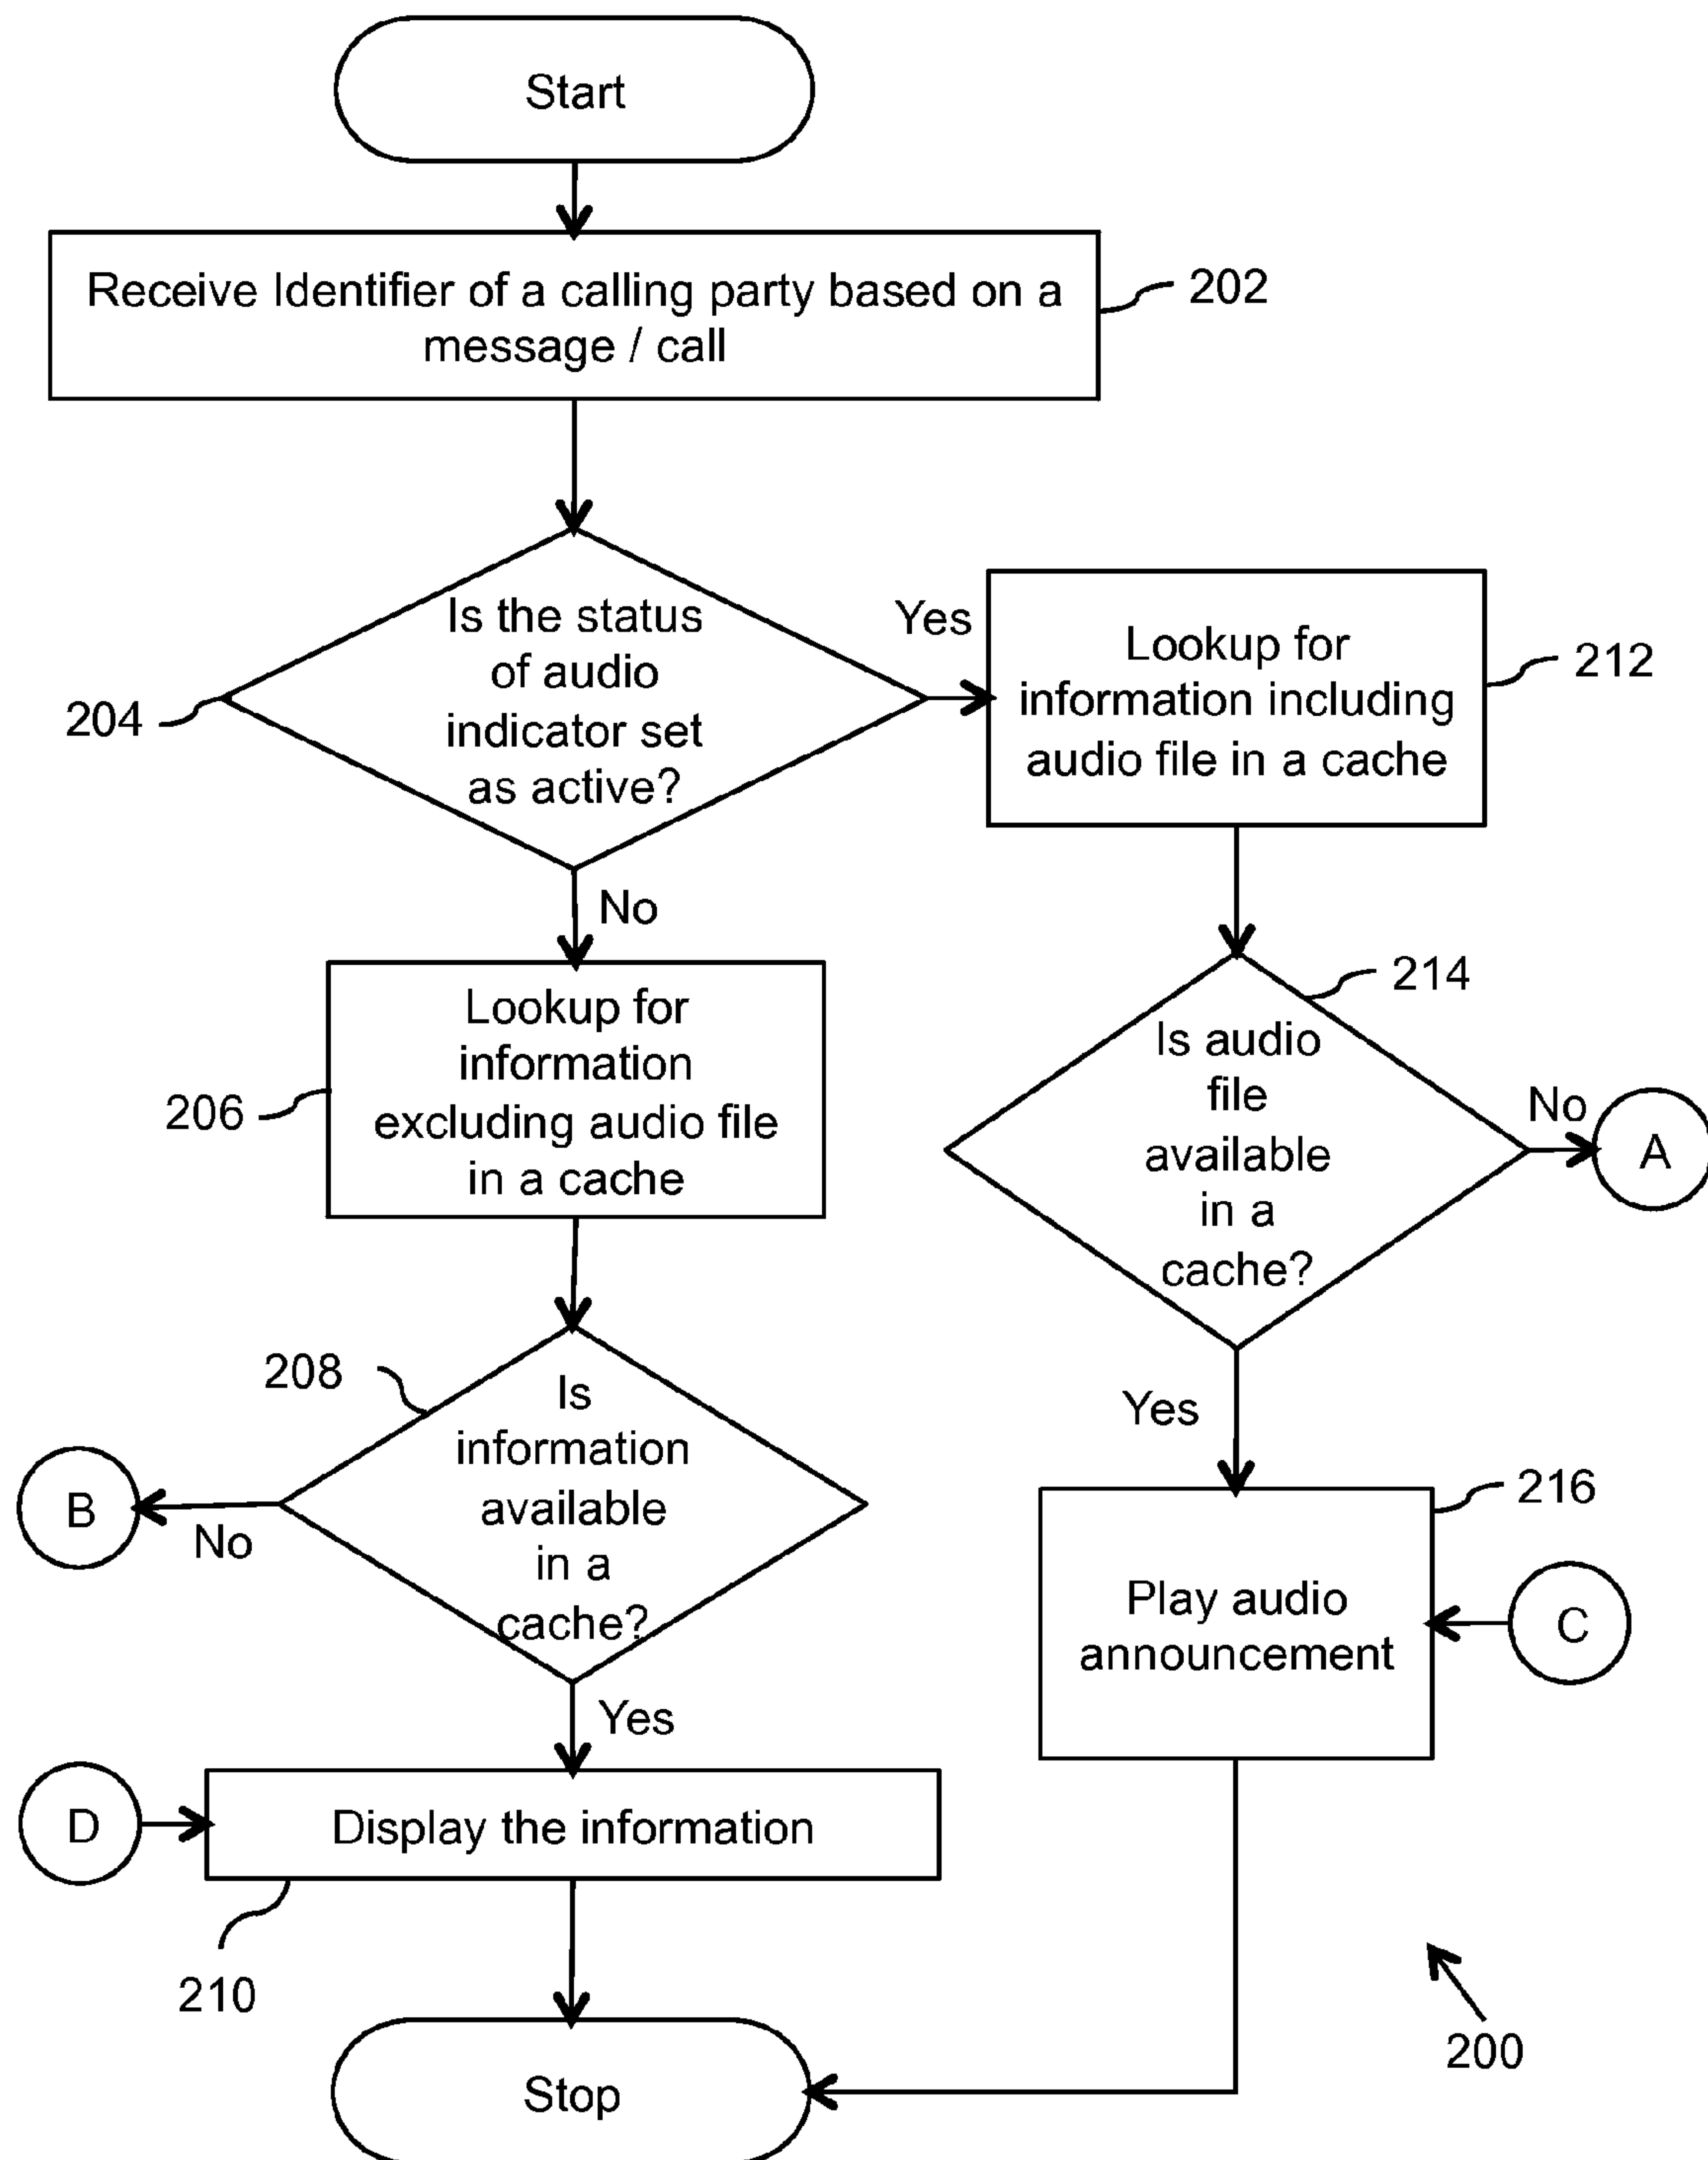 Start
Receive Identifier of a calling party based on a
message / call
202
Is the status
of audio
indicator set
as active?
204
Yes
Lookup for
information including
audio file in a cache
212
No
Lookup for
information
excluding audio file
in a cache
206
214
Is audio
file
available
in a
cache?
No
A
208
Is
information
available
in a
cache?
B
No
Yes
Yes
216
Play audio
announcement
C
D
Display the information
210
Stop
200